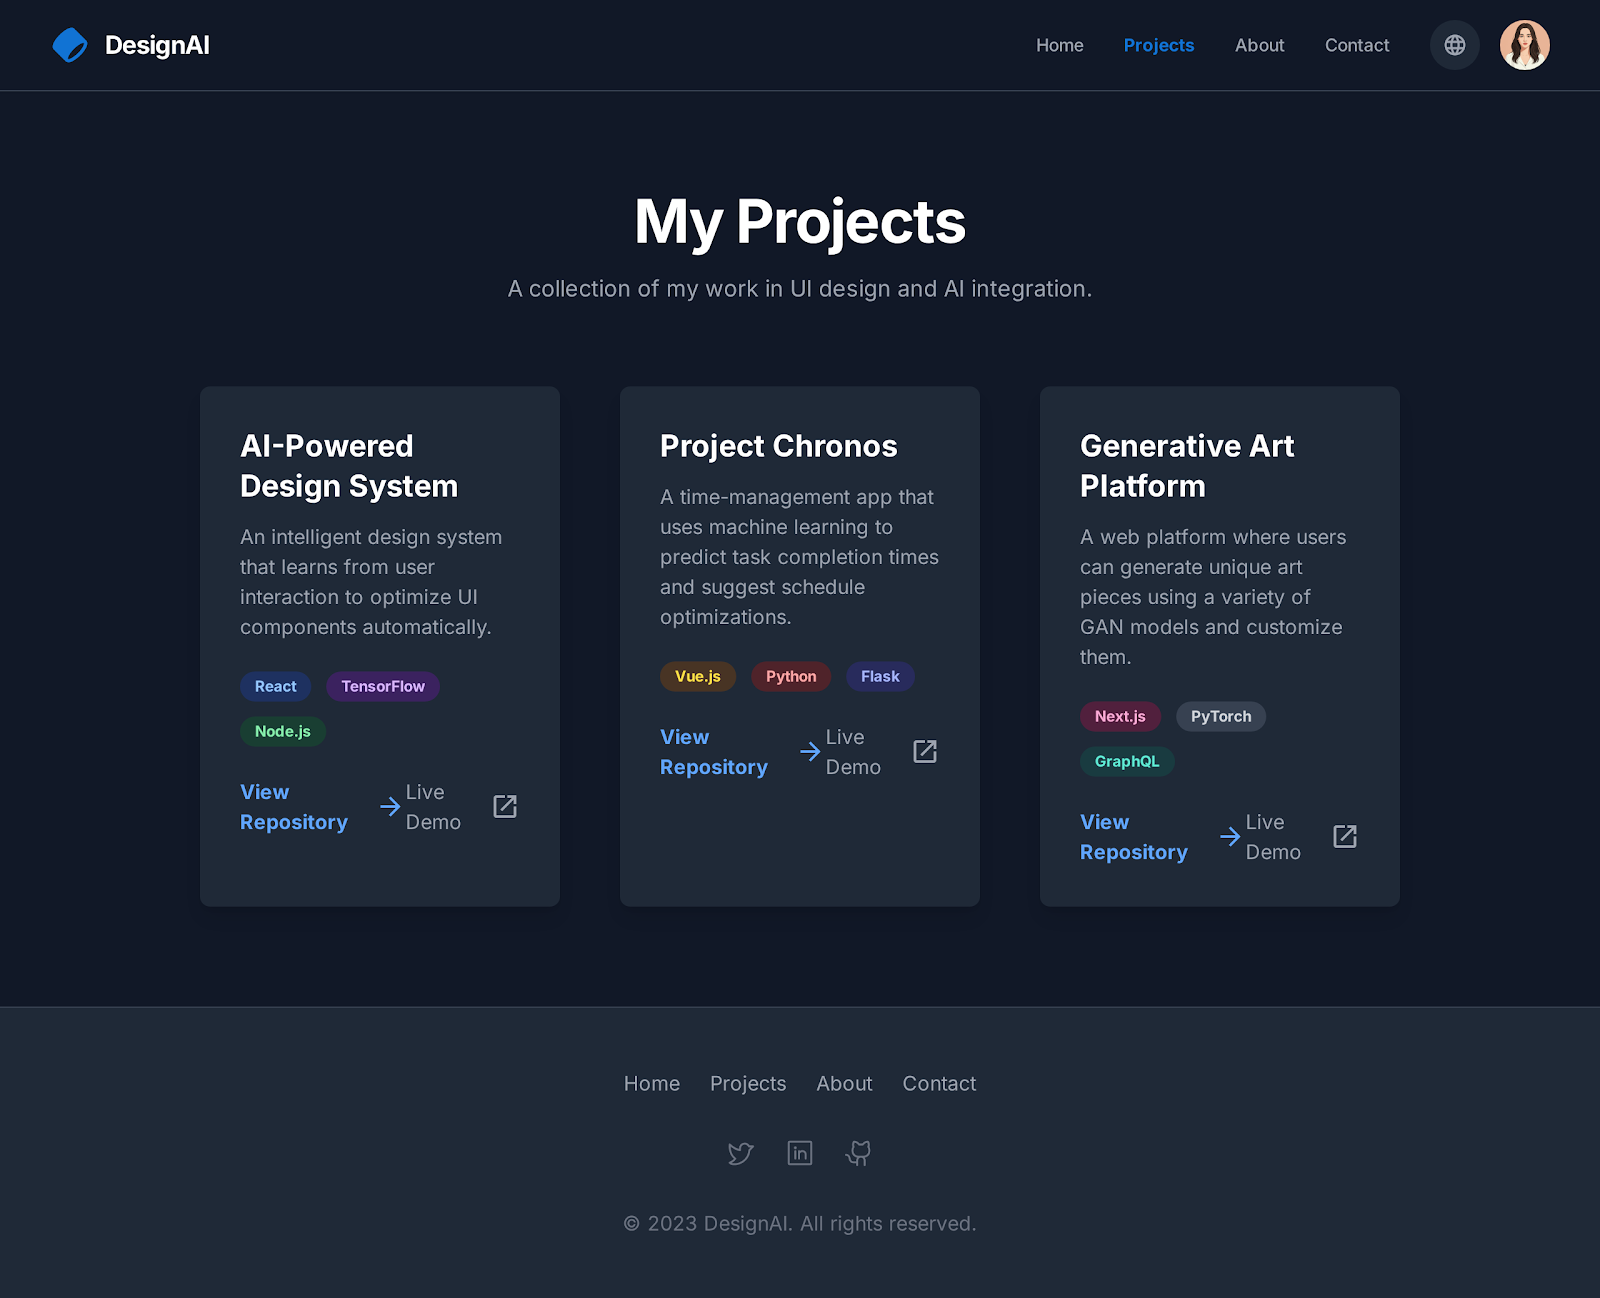 DesignAI
Home Projects About Contact
My Projects
A collection of my work in UI design and AI integration.
AI-Powered
Design System
An intelligent design system
that learns from user
interaction to optimize UI
components automatically.
React TensorFlow
Node.js
View
Repository
Live
Demo
Project Chronos
A time-management app that
uses machine learning to
predict task completion times
and suggest schedule
optimizations.
Vue.js Python Flask
View
Repository
Live
Demo
Generative Art
Platform
A web platform where users
can generate unique art
pieces using a variety of
GAN models and customize
them.
Next.js PyTorch
GraphQL
View
Repository
Live
Demo
Home Projects About Contact
in
© 2023 DesignAI. All rights reserved.